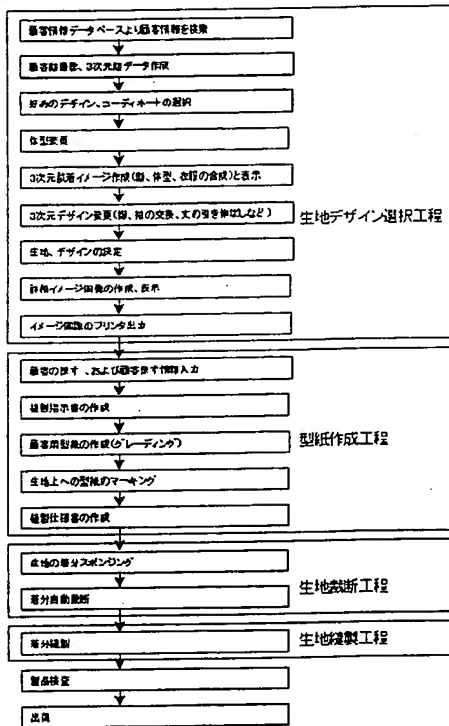 顧客情報データベースより顧客情報を検索
顧客顔撮影、3次元顔データ作成
好みのデザイン、コーディネートの選択
体型変更
3次元試着イメージ作成(顔、体型、衣服の合成)と表示
3次元デザイン変更(襟、袖の交換、丈の引き伸ばしなど)
生地デザイン選択工程
生地、デザインの決定
詳細イメージ画像の作成、表示
イメージ画像のプリンタ出力
顧客の採寸、および顧客採寸情報入力
縫製指示書の作成
顧客用型紙の作成(グレーディング)
型紙作成工程
生地上への型紙のマーキング
縫製仕様書の作成
生地の着分スポンジング
生地裁断工程
着分自動裁断
着分縫製
生地縫製工程
製品検査
出荷